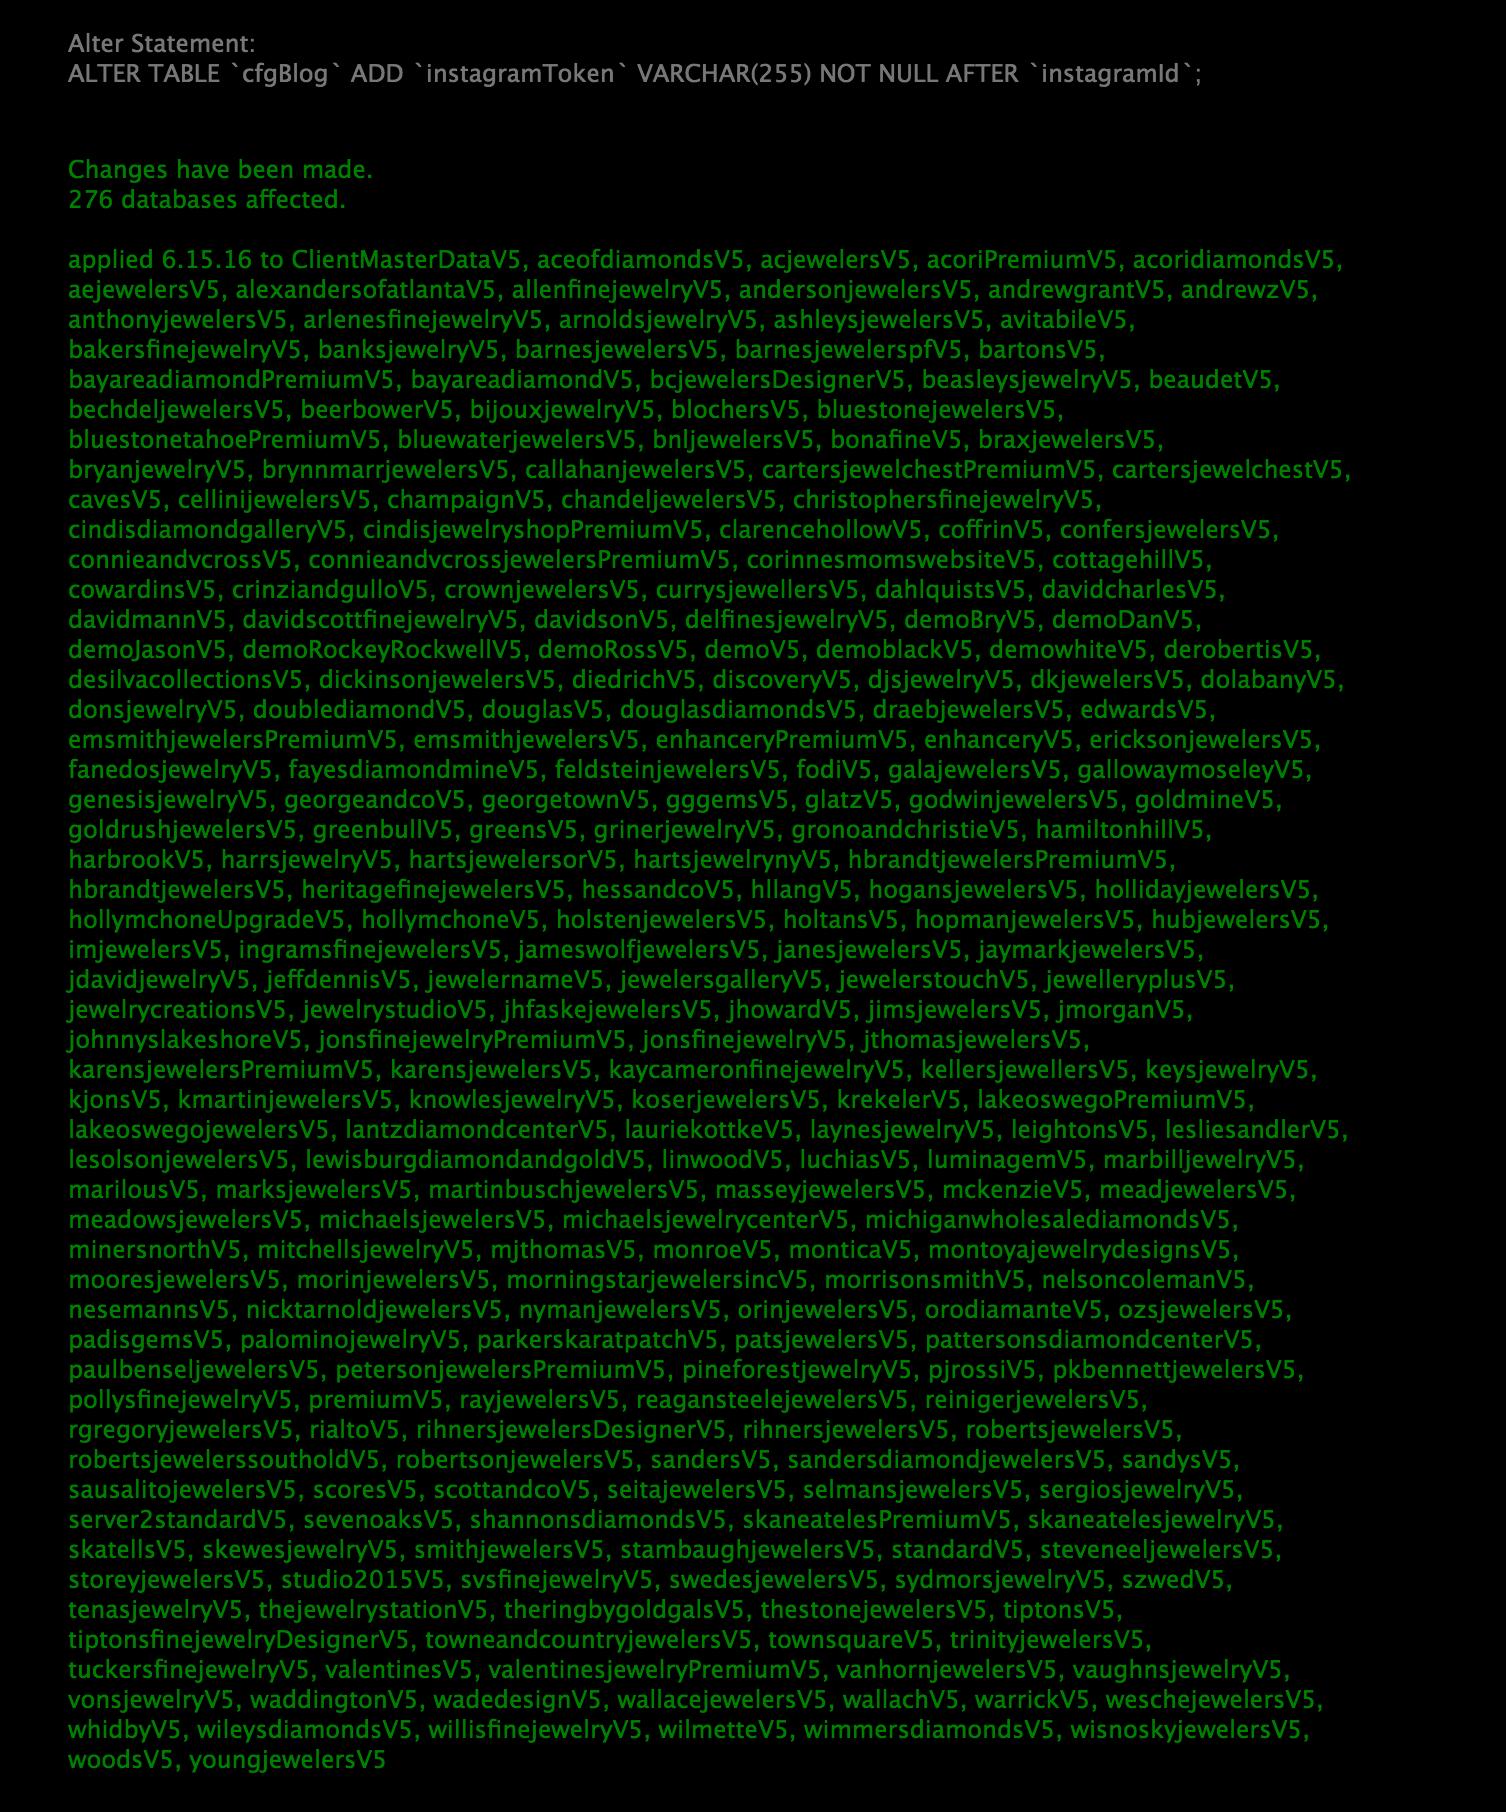 Alter Statement:
ALTER TABLE `cfgBlog` ADD `instagramToken` VARCHAR(255) NOT NULL AFTER `instagramId`;
Changes have been made.
276 databases affected.
applied 6.15.16 to ClientMasterDataV5, aceofdiamondsV5, acjewelersV5, acoriPremiumV5, acoridiamondsV5,
aejewelersV5, alexandersofatlantaV5, allenfinejewelryV5, andersonjewelersV5, andrewgrantV5, andrewzV5,
anthonyjewelersV5, arlenesfinejewelryV5, arnoldsjewelryV5, ashleysjewelersV5, avitabileV5,
bakersfinejewelryV5, banksjewelryV5, barnesjewelersV5, barnesjewelerspfV5, bartonsV5,
bayareadiamondPremiumV5, bayareadiamondV5, bcjewelersDesignerV5, beasleysjewelryV5, beaudetV5,
bechdeljewelersV5, beerbowerV5, bijouxjewelryV5, blochersV5, bluestonejewelersV5,
bluestonetahoePremiumV5, bluewaterjewelersV5, bnljewelersV5, bonafineV5, braxjewelersV5,
bryanjewelryV5, brynnmarrjewelersV5, callahanjewelersV5, cartersjewelchestPremiumV5, cartersjewelchestV5,
cavesV5, cellinijewelersV5, champaignV5, chandeljewelersV5, christophersfinejewelryV5,
cindisdiamondgalleryV5, cindisjewelryshopPremiumV5, clarencehollowV5, coffrinV5, confersjewelersV5,
connieandvcrossV5, connieandvcrossjewelersPremiumV5, corinnesmomswebsiteV5, cottagehillV5,
cowardinsV5, crinziandgulloV5, crownjewelersV5, currysjewellersV5, dahlquistsV5, davidcharlesV5,
davidmannV5, davidscottfinejewelryV5, davidsonV5, delfinesjewelryV5, demoBryV5, demoDanV5,
demoJasonV5, demoRockeyRockwellV5, demoRossV5, demoV5, demoblackV5, demowhiteV5, derobertisV5,
desilvacollectionsV5, dickinsonjewelersV5, diedrichV5, discoveryV5, djsjewelryV5, dkjewelersV5, dolabanyV5,
donsjewelryV5, doublediamondV5, douglasV5, douglasdiamondsV5, draebjewelersV5, edwardsV5,
emsmithjewelersPremiumV5, emsmithjewelersV5, enhanceryPremiumV5, enhanceryV5, ericksonjewelersV5,
fanedosjewelryV5, fayesdiamondmineV5, feldsteinjewelersV5, fodiV5, galajewelersV5, gallowaymoseleyV5,
genesisjewelryV5, georgeandcoV5, georgetownV5, gggemsV5, glatzV5, godwinjewelersV5, goldmineV5,
goldrushjewelersV5, greenbullV5, greensV5, grinerjewelryV5, gronoandchristieV5, hamiltonhillV5,
harbrookV5, harrsjewelryV5, hartsjewelersorV5, hartsjewelrynyV5, hbrandtjewelersPremiumV5,
hbrandtjewelersV5, heritagefinejewelersV5, hessandcoV5, hllangV5, hogansjewelersV5, hollidayjewelersV5,
hollymchoneUpgradeV5, hollymchoneV5, holstenjewelersV5, holtansV5, hopmanjewelersV5, hubjewelersV5,
imjewelersV5, ingramsfinejewelersV5, jameswolfjewelersV5, janesjewelersV5, jaymarkjewelersV5,
jdavidjewelryV5, jeffdennisV5, jewelernameV5, jewelersgalleryV5, jewelerstouchV5, jewelleryplusV5,
jewelrycreationsV5, jewelrystudioV5, jhfaskejewelersV5, jhowardV5, jimsjewelersV5, jmorganV5,
johnnyslakeshoreV5, jonsfinejewelryPremiumV5, jonsfinejewelryV5, jthomasjewelersV5,
karensjewelersPremiumV5, karensjewelersV5, kaycameronfinejewelryV5, kellersjewellersV5, keysjewelryV5,
kjonsV5, kmartinjewelersV5, knowlesjewelryV5, koserjewelersV5, krekelerV5, lakeoswegoPremiumV5,
lakeoswegojewelersV5, lantzdiamondcenterV5, lauriekottkeV5, laynesjewelryV5, leightonsV5, lesliesandlerV5,
lesolsonjewelersV5, lewisburgdiamondandgoldV5, linwoodV5, luchiasV5, luminagemV5, marbilljewelryV5,
marilousV5, marksjewelersV5, martinbuschjewelersV5, masseyjewelersV5, mckenzieV5, meadjewelersV5,
meadowsjewelersV5, michaelsjewelersV5, michaelsjewelrycenterV5, michiganwholesalediamondsV5,
minersnorthV5, mitchellsjewelryV5, mjthomasV5, monroeV5, monticaV5, montoyajewelrydesignsV5,
mooresjewelersV5, morinjewelersV5, morningstarjewelersincV5, morrisonsmithV5, nelsoncolemanV5,
nesemannsV5, nicktarnoldjewelersV5, nymanjewelersV5, orinjewelersV5, orodiamanteV5, ozsjewelersV5,
padisgemsV5, palominojewelryV5, parkerskaratpatchV5, patsjewelersV5, pattersonsdiamondcenterV5,
paulbenseljewelersV5, petersonjewelersPremiumV5, pineforestjewelryV5, pjrossiV5, pkbennettjewelersV5,
pollysfinejewelryV5, premiumV5, rayjewelersV5, reagansteelejewelersV5, reinigerjewelersV5,
rgregoryjewelersV5, rialtoV5, rihnersjewelersDesignerV5, rihnersjewelersV5, robertsjewelersV5,
robertsjewelerssoutholdV5, robertsonjewelersV5, sandersV5, sandersdiamondjewelersV5, sandysV5,
sausalitojewelersV5, scoresV5, scottandcoV5, seitajewelersV5, selmansjewelersV5, sergiosjewelryV5,
server2standardV5, sevenoaksV5, shannonsdiamondsV5, skaneatelesPremiumV5, skaneatelesjewelryV5,
skatellsV5, skewesjewelryV5, smithjewelersV5, stambaughjewelersV5, standardV5, steveneeljewelersV5,
storeyjewelersV5, studio2015V5, svsfinejewelryV5, swedesjewelersV5, sydmorsjewelryV5, szwedV5,
tenasjewelryV5, thejewelrystationV5, theringbygoldgalsV5, thestonejewelersV5, tiptonsV5,
tiptonsfinejewelryDesignerV5, towneandcountryjewelersV5, townsquareV5, trinityjewelersV5,
tuckersfinejewelryV5, valentinesV5, valentinesjewelryPremiumV5, vanhornjewelersV5, vaughnsjewelryV5,
vonsjewelryV5, waddingtonV5, wadedesignV5, wallacejewelersV5, wallachV5, warrickV5, weschejewelersV5,
whidbyV5, wileysdiamondsV5, willisfinejewelryV5, wilmetteV5, wimmersdiamondsV5, wisnoskyjewelersV5,
woodsV5, youngjewelersV5